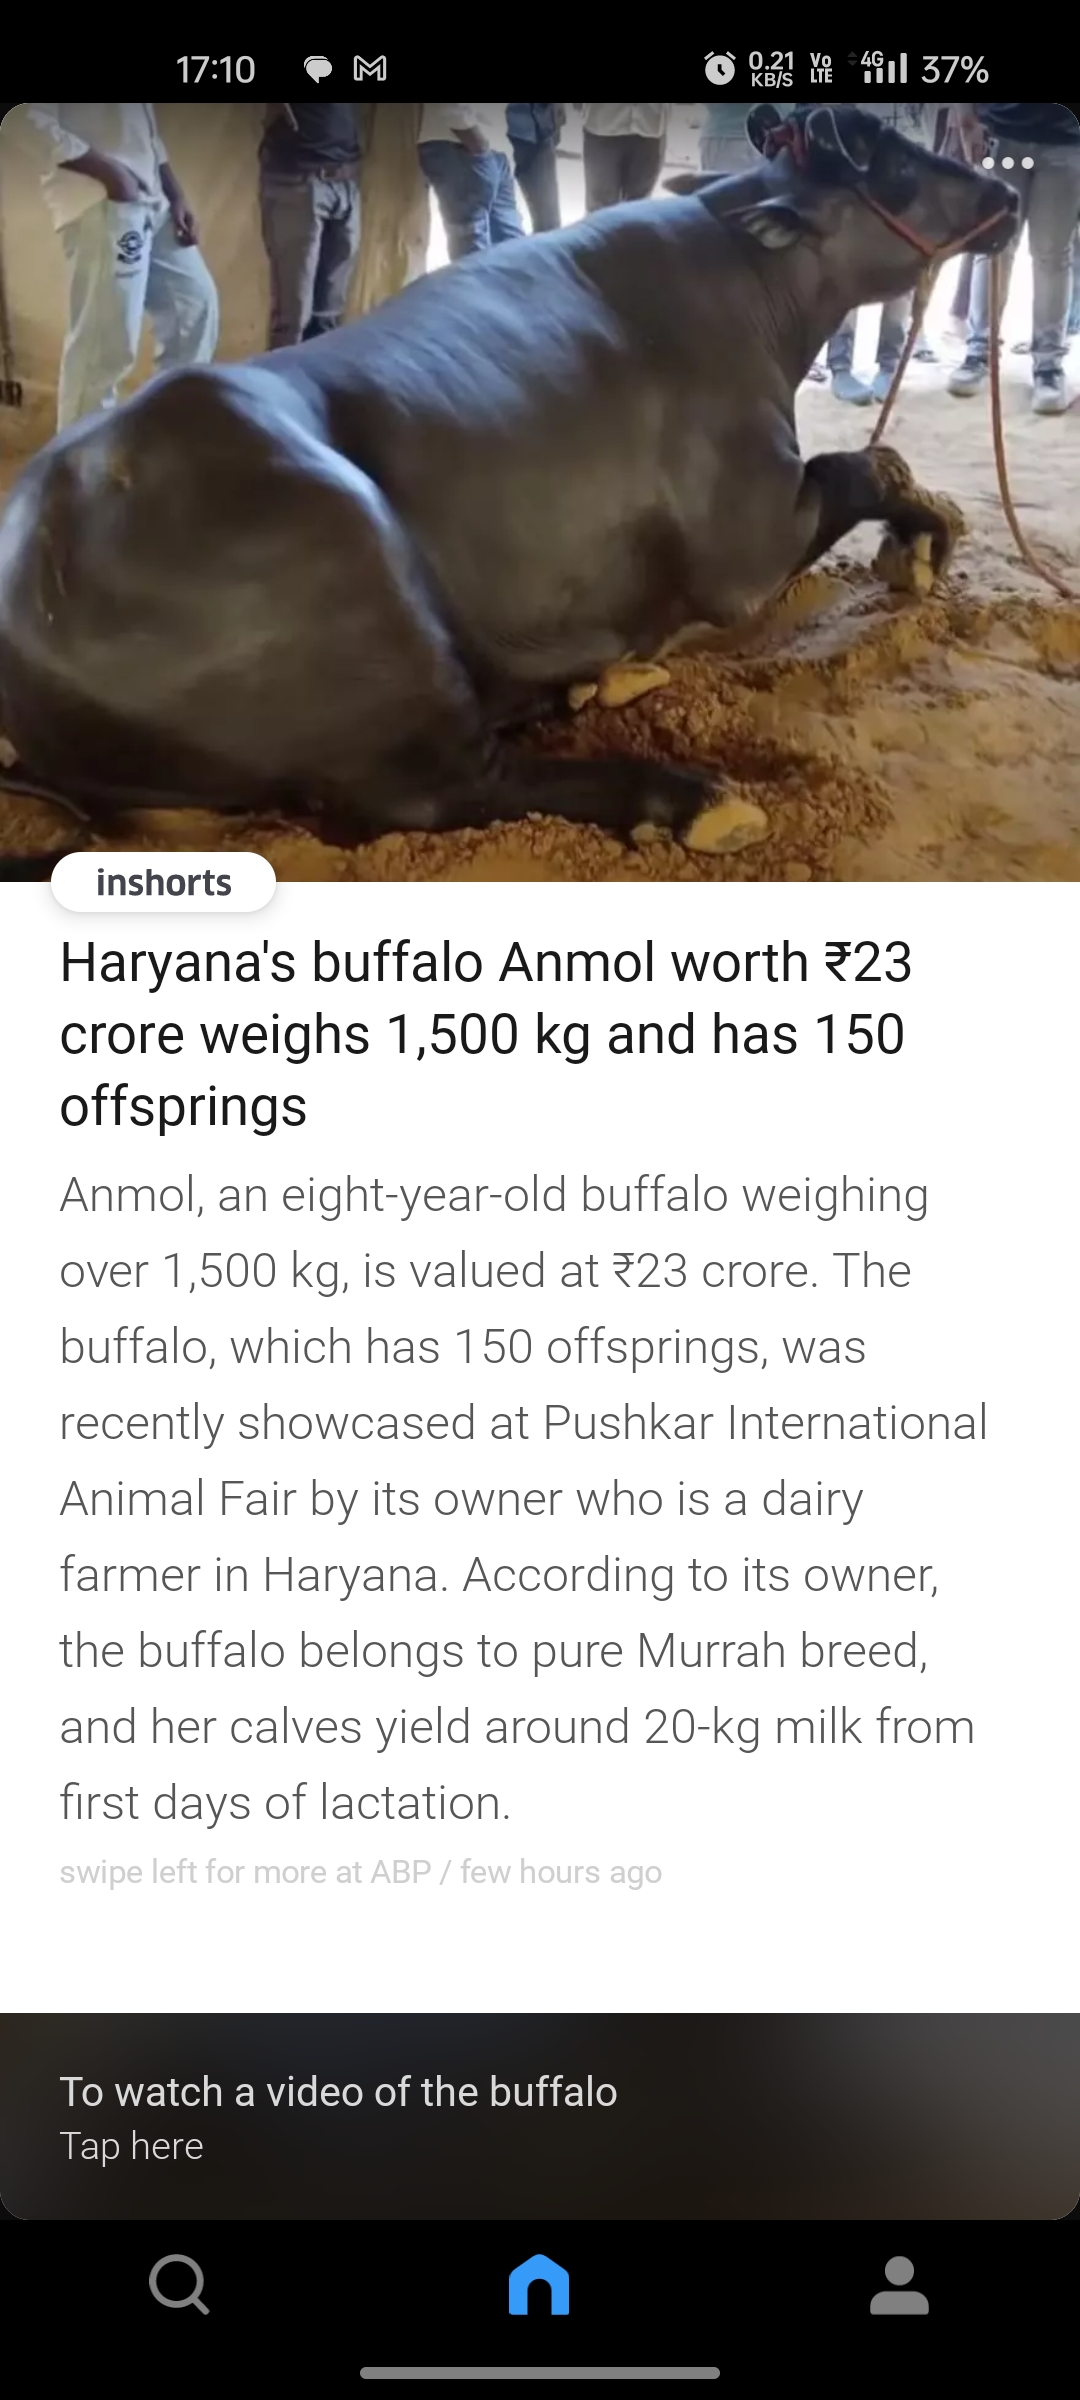 17:10
0.21
KB/S
Vo
LTE
4G
37%
inshorts
Haryana's buffalo Anmol worth ₹23
crore weighs 1,500 kg and has 150
offsprings
Anmol, an eight-year-old buffalo weighing
over 1,500 kg, is valued at ₹23 crore. The
buffalo, which has 150 offsprings, was
recently showcased at Pushkar International
Animal Fair by its owner who is a dairy
farmer in Haryana. According to its owner,
the buffalo belongs to pure Murrah breed,
and her calves yield around 20-kg milk from
first days of lactation.
swipe left for more at ABP / few hours ago
To watch a video of the buffalo
Tap here